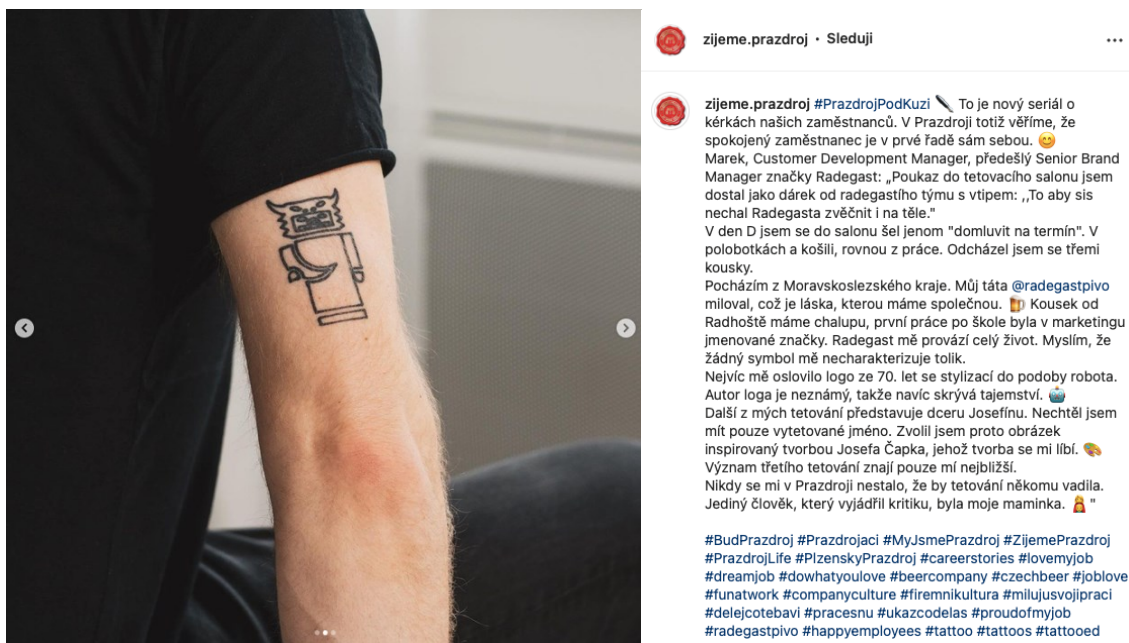 zijeme.prazdroj • Sleduji
zijeme.prazdroj #PrazdrojPodKuzi To je nový seriál o
kérkách našich zaměstnanců. V Prazdroji totiž věříme, že
spokojený zaměstnanec je v prvé řadě sám sebou. 😊
Marek, Customer Development Manager, předešlý Senior Brand
Manager značky Radegast: „Poukaz do tetovacího salonu jsem
dostal jako dárek od radegastího týmu s vtipem: ,,To aby sis
nechal Radegasta zvěčnit i na těle."
V den D jsem se do salonu šel jenom "domluvit na termín". V
polobotkách a košili, rovnou z práce. Odcházel jsem se třemi
kousky.
Pocházím z Moravskoslezského kraje. Můj táta @radegastpivo
miloval, což je láska, kterou máme společnou. 🍺 Kousek od
Radhoště máme chalupu, první práce po škole byla v marketingu
jmenované značky. Radegast mě provází celý život. Myslím, že
žádný symbol mě necharakterizuje tolik.
Nejvíc mě oslovilo logo ze 70. let se stylizací do podoby robota.
Autor loga je neznámý, takže navíc skrývá tajemství. 🤖
Další z mých tetování představuje dceru Josefínu. Nechtěl jsem
mít pouze vytetované jméno. Zvolil jsem proto obrázek
inspirovaný tvorbou Josefa Čapka, jehož tvorba se mi líbí. 🎨
Význam třetího tetování znají pouze mí nejbližší.
Nikdy se mi v Prazdroji nestalo, že by tetování někomu vadila.
Jediný člověk, který vyjádřil kritiku, byla moje maminka. 👸 "
#BudPrazdroj #Prazdrojaci #MyJsmePrazdroj #ZijemePrazdroj
#PrazdrojLife #PlzenskyPrazdroj #careerstories #lovemyjob
#dreamjob #dowhatyoulove #beercompany #czechbeer #joblove
#funatwork #companyculture #firemnikultura #milujusvojipraci
#delejcotebavi #pracesnu #ukazcodelas #proudofmyjob
#radegastpivo #happyemployees #tattoo #tattoos #tattooed